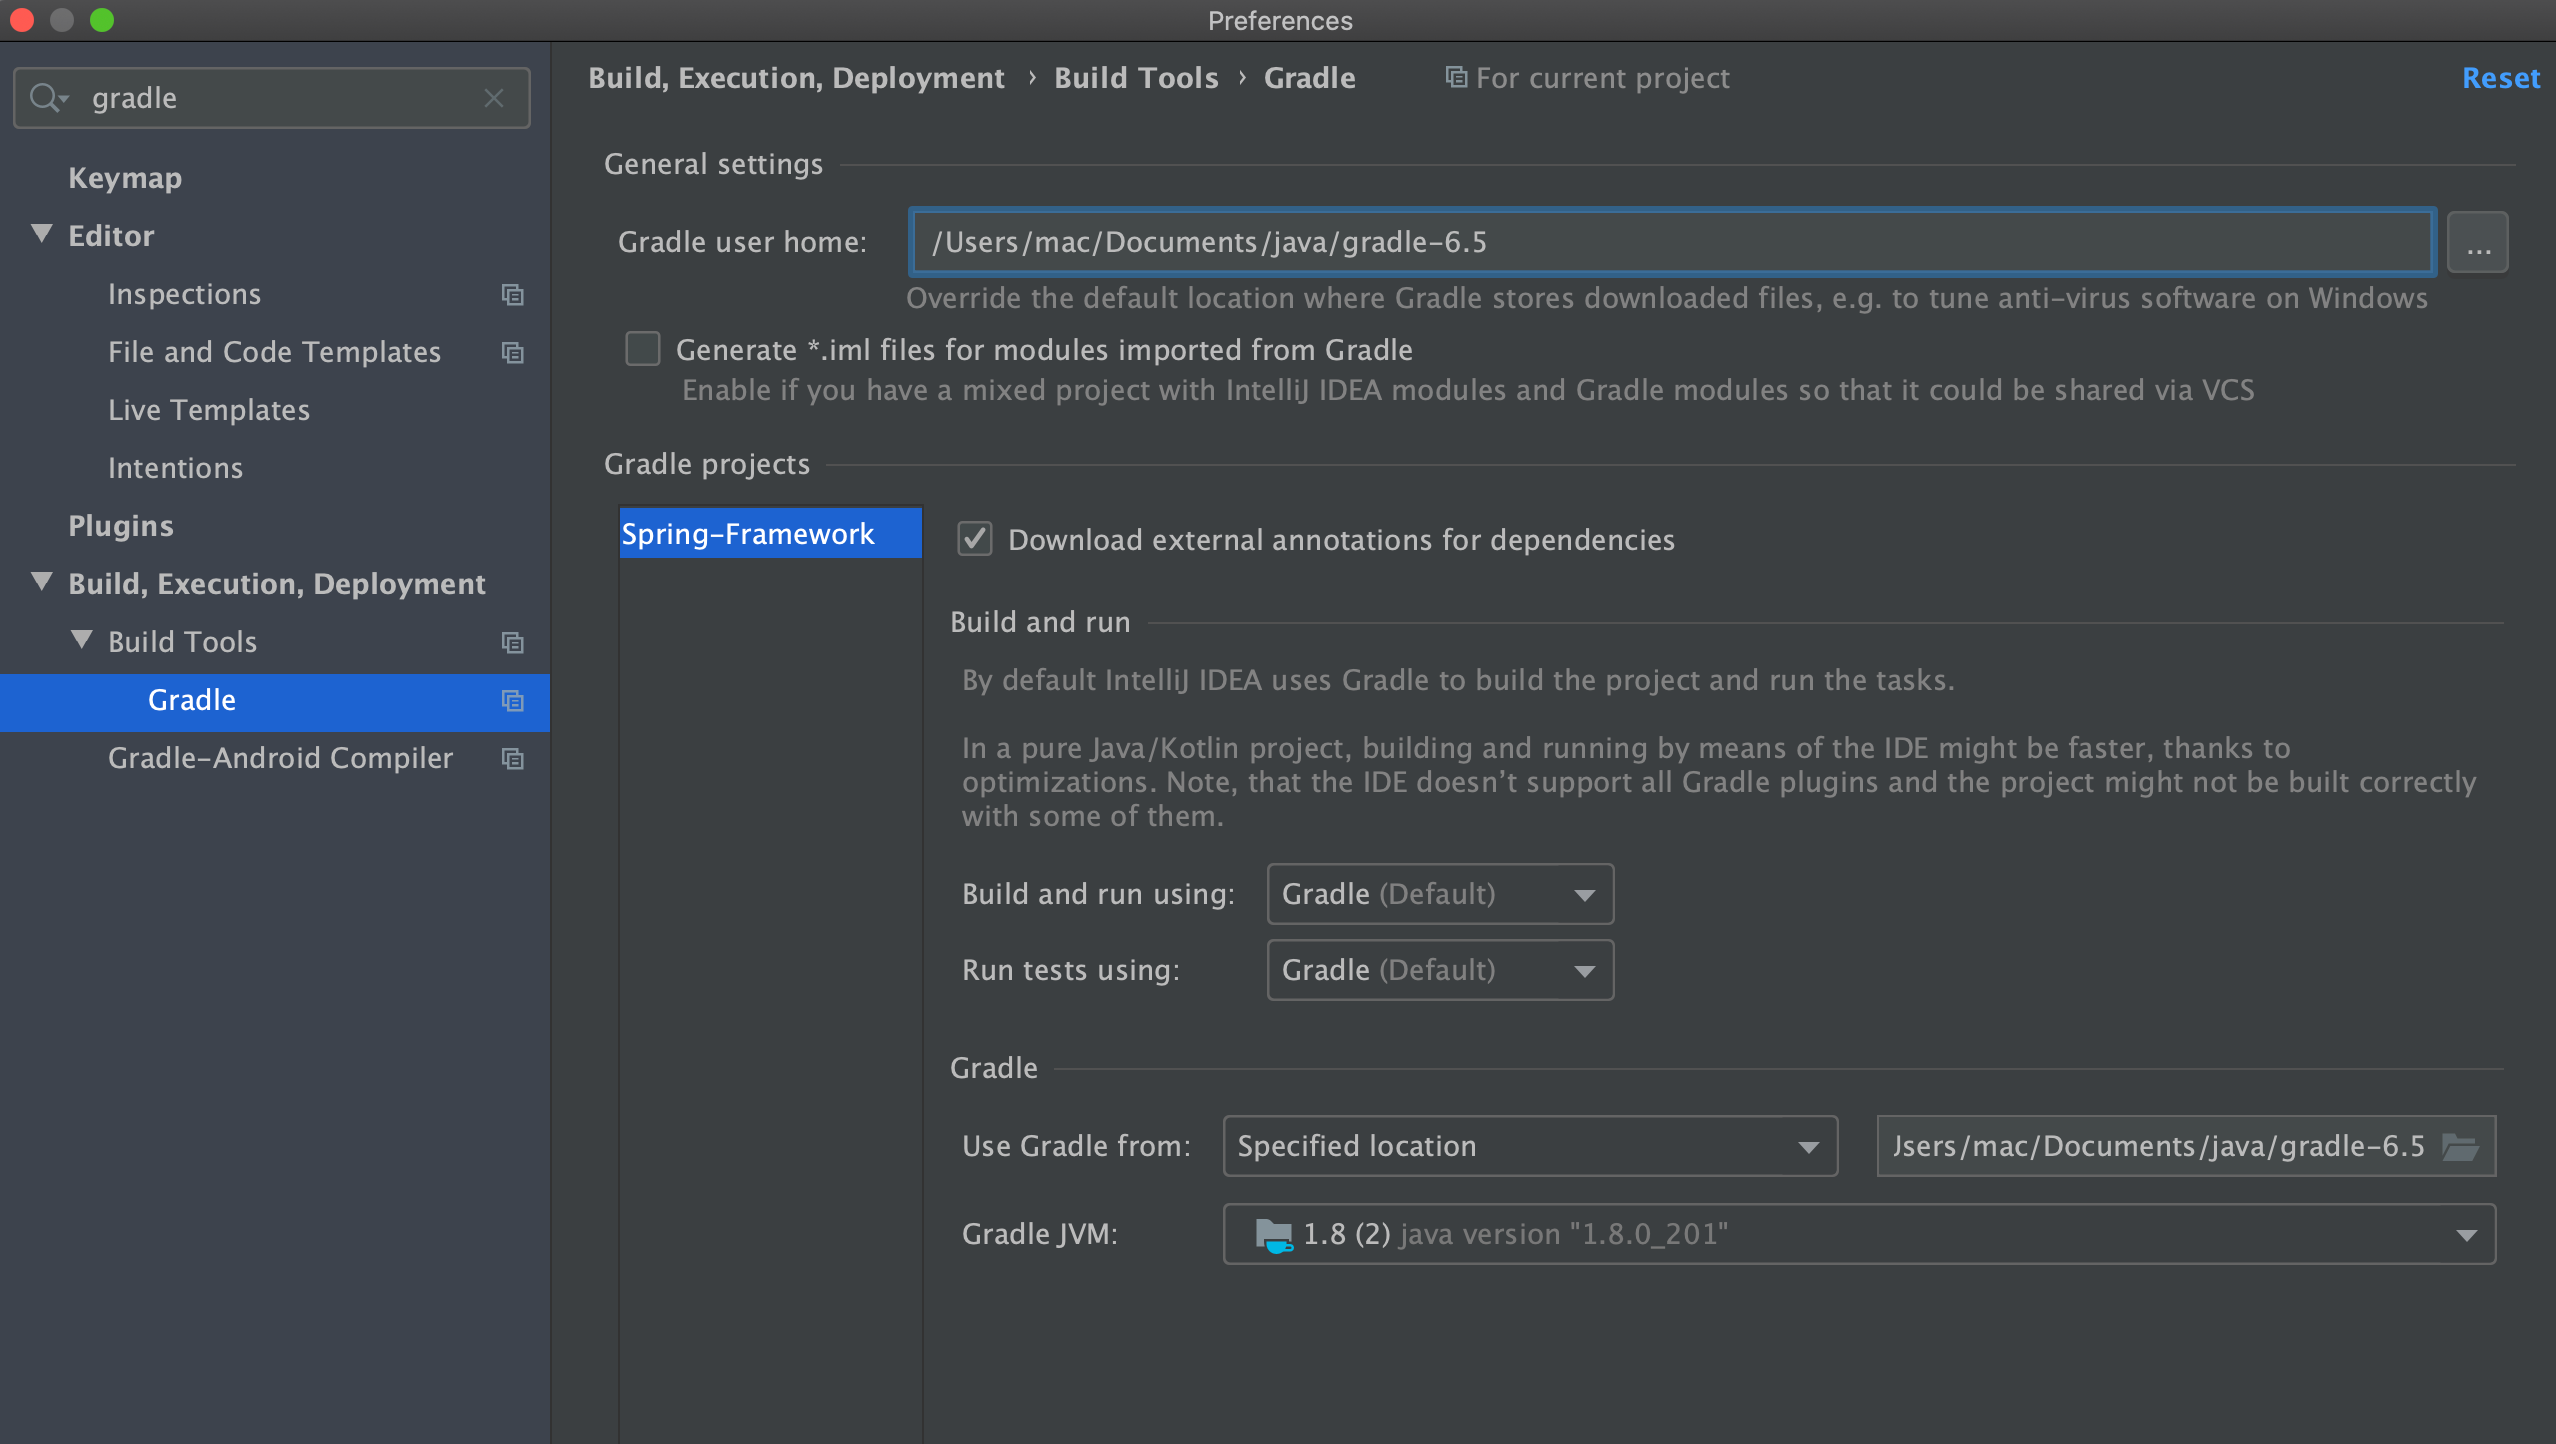 Preferences
gradle
Keymap
Editor
Inspections
File and Code Templates
Live Templates
Intentions
Plugins
Build, Execution, Deployment
Build Tools
Gradle
Gradle-Android Compiler
Build, Execution, Deployment › Build Tools › Gradle For current project Reset
General settings
Gradle user home: /Users/mac/Documents/java/gradle-6.5 ...
Override the default location where Gradle stores downloaded files, e.g. to tune anti-virus software on Windows
Generate *.iml files for modules imported from Gradle
Enable if you have a mixed project with IntelliJ IDEA modules and Gradle modules so that it could be shared via VCS
Gradle projects
Spring-Framework
Download external annotations for dependencies
Build and run
By default IntelliJ IDEA uses Gradle to build the project and run the tasks.
In a pure Java/Kotlin project, building and running by means of the IDE might be faster, thanks to
optimizations. Note, that the IDE doesn't support all Gradle plugins and the project might not be built correctly
with some of them.
Build and run using: Gradle (Default)
Run tests using: Gradle (Default)
Gradle
Use Gradle from: Specified location Jsers/mac/Documents/java/gradle-6.5
Gradle JVM: 1.8 (2) java version "1.8.0_201"